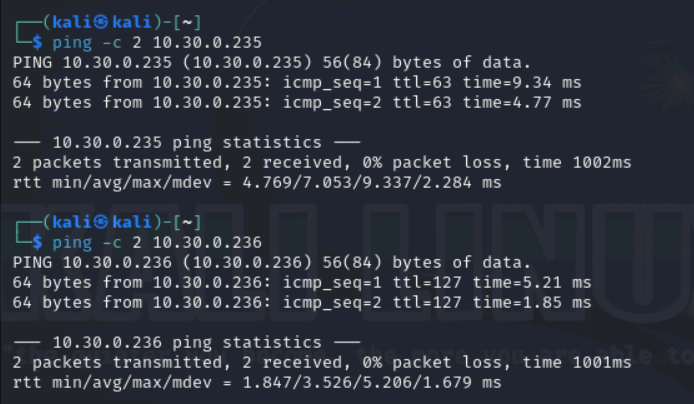 ┌──(kali㉿kali)-[~]
└─$ ping -c 2 10.30.0.235
PING 10.30.0.235 (10.30.0.235) 56(84) bytes of data.
64 bytes from 10.30.0.235: icmp_seq=1 ttl=63 time=9.34 ms
64 bytes from 10.30.0.235: icmp_seq=2 ttl=63 time=4.77 ms

--- 10.30.0.235 ping statistics ---
2 packets transmitted, 2 received, 0% packet loss, time 1002ms
rtt min/avg/max/mdev = 4.769/7.053/9.337/2.284 ms

┌──(kali㉿kali)-[~]
└─$ ping -c 2 10.30.0.236
PING 10.30.0.236 (10.30.0.236) 56(84) bytes of data.
64 bytes from 10.30.0.236: icmp_seq=1 ttl=127 time=5.21 ms
64 bytes from 10.30.0.236: icmp_seq=2 ttl=127 time=1.85 ms

--- 10.30.0.236 ping statistics ---
2 packets transmitted, 2 received, 0% packet loss, time 1001ms
rtt min/avg/max/mdev = 1.847/3.526/5.206/1.679 ms